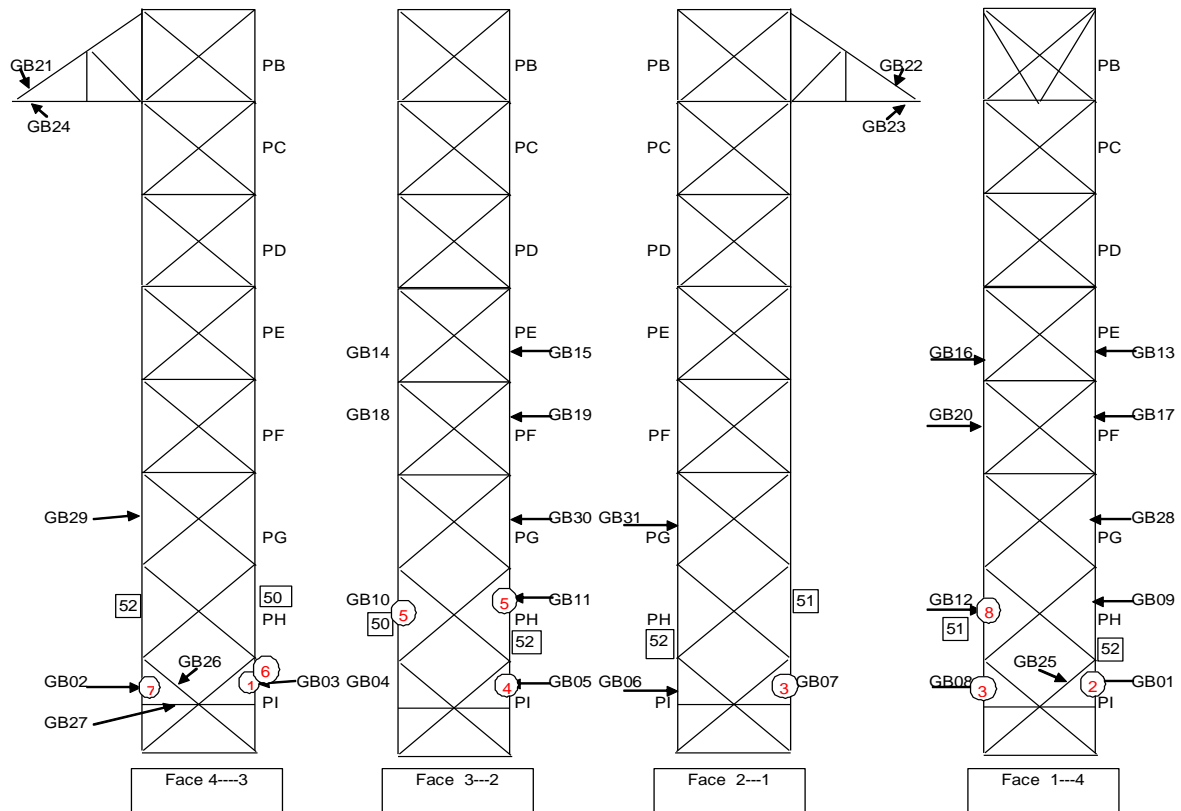 GB21 PB PB PB GB22 PB
GB24 GB23
PC PC PC PC
PD PD PD PD
PE PE PE PE
GB14 GB15 GB16 GB13
GB18 GB19 GB20 GB17
PF PF PF PF
GB29 GB30 GB31 GB28
PG PG PG PG
52 50 GB10 5 5 GB11 51 GB12 8 GB09
PH 50 PH PH 51 PH
52 52 52
GB26 6 GB25
GB02 7 1 GB03 GB04 4 GB05 GB06 3 GB07 GB08 3 2 GB01
PI PI PI PI
GB27
Face 4----3 Face 3---2 Face 2---1 Face 1---4